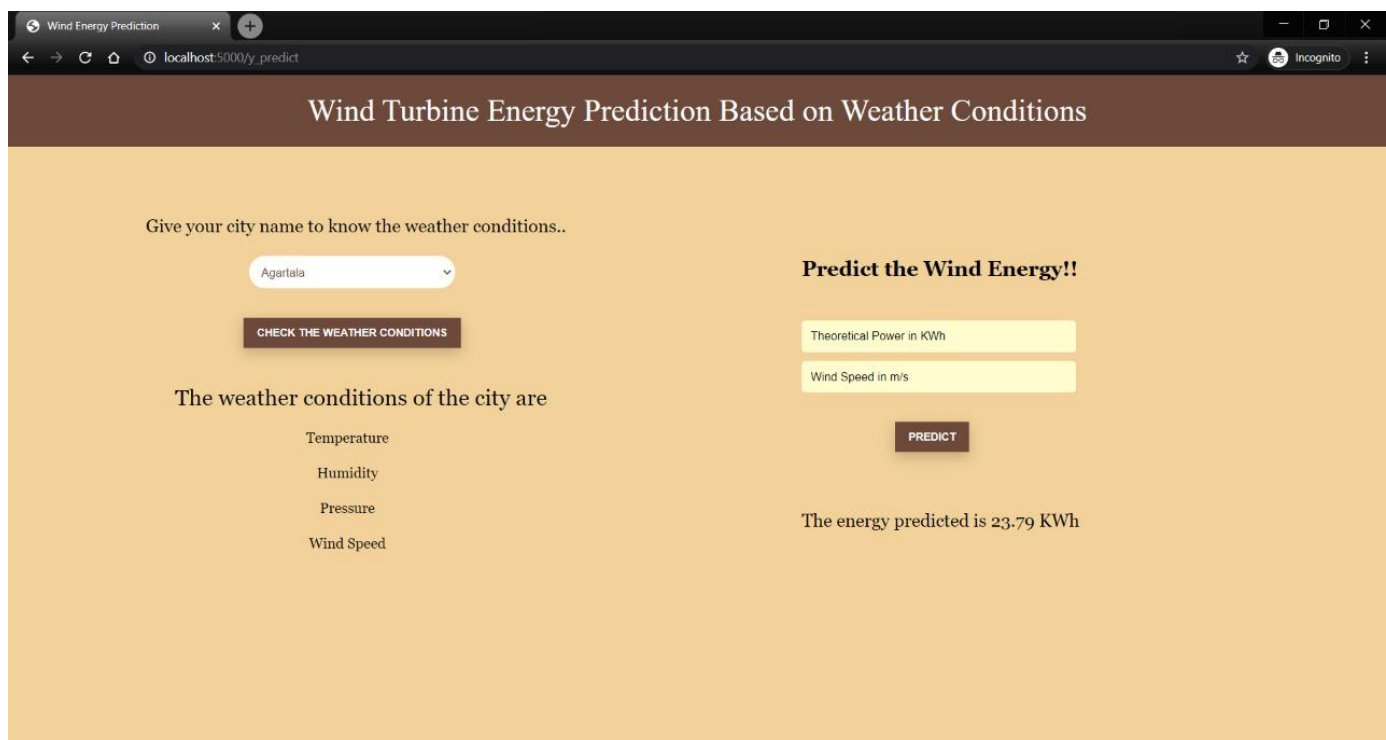 Wind Energy Prediction
localhost:5000/y_predict
Incognito
Wind Turbine Energy Prediction Based on Weather Conditions
Give your city name to know the weather conditions..
Agartala
CHECK THE WEATHER CONDITIONS
The weather conditions of the city are
Temperature
Humidity
Pressure
Wind Speed
Predict the Wind Energy!!
Theoretical Power in KWh
Wind Speed in m/s
PREDICT
The energy predicted is 23.79 KWh